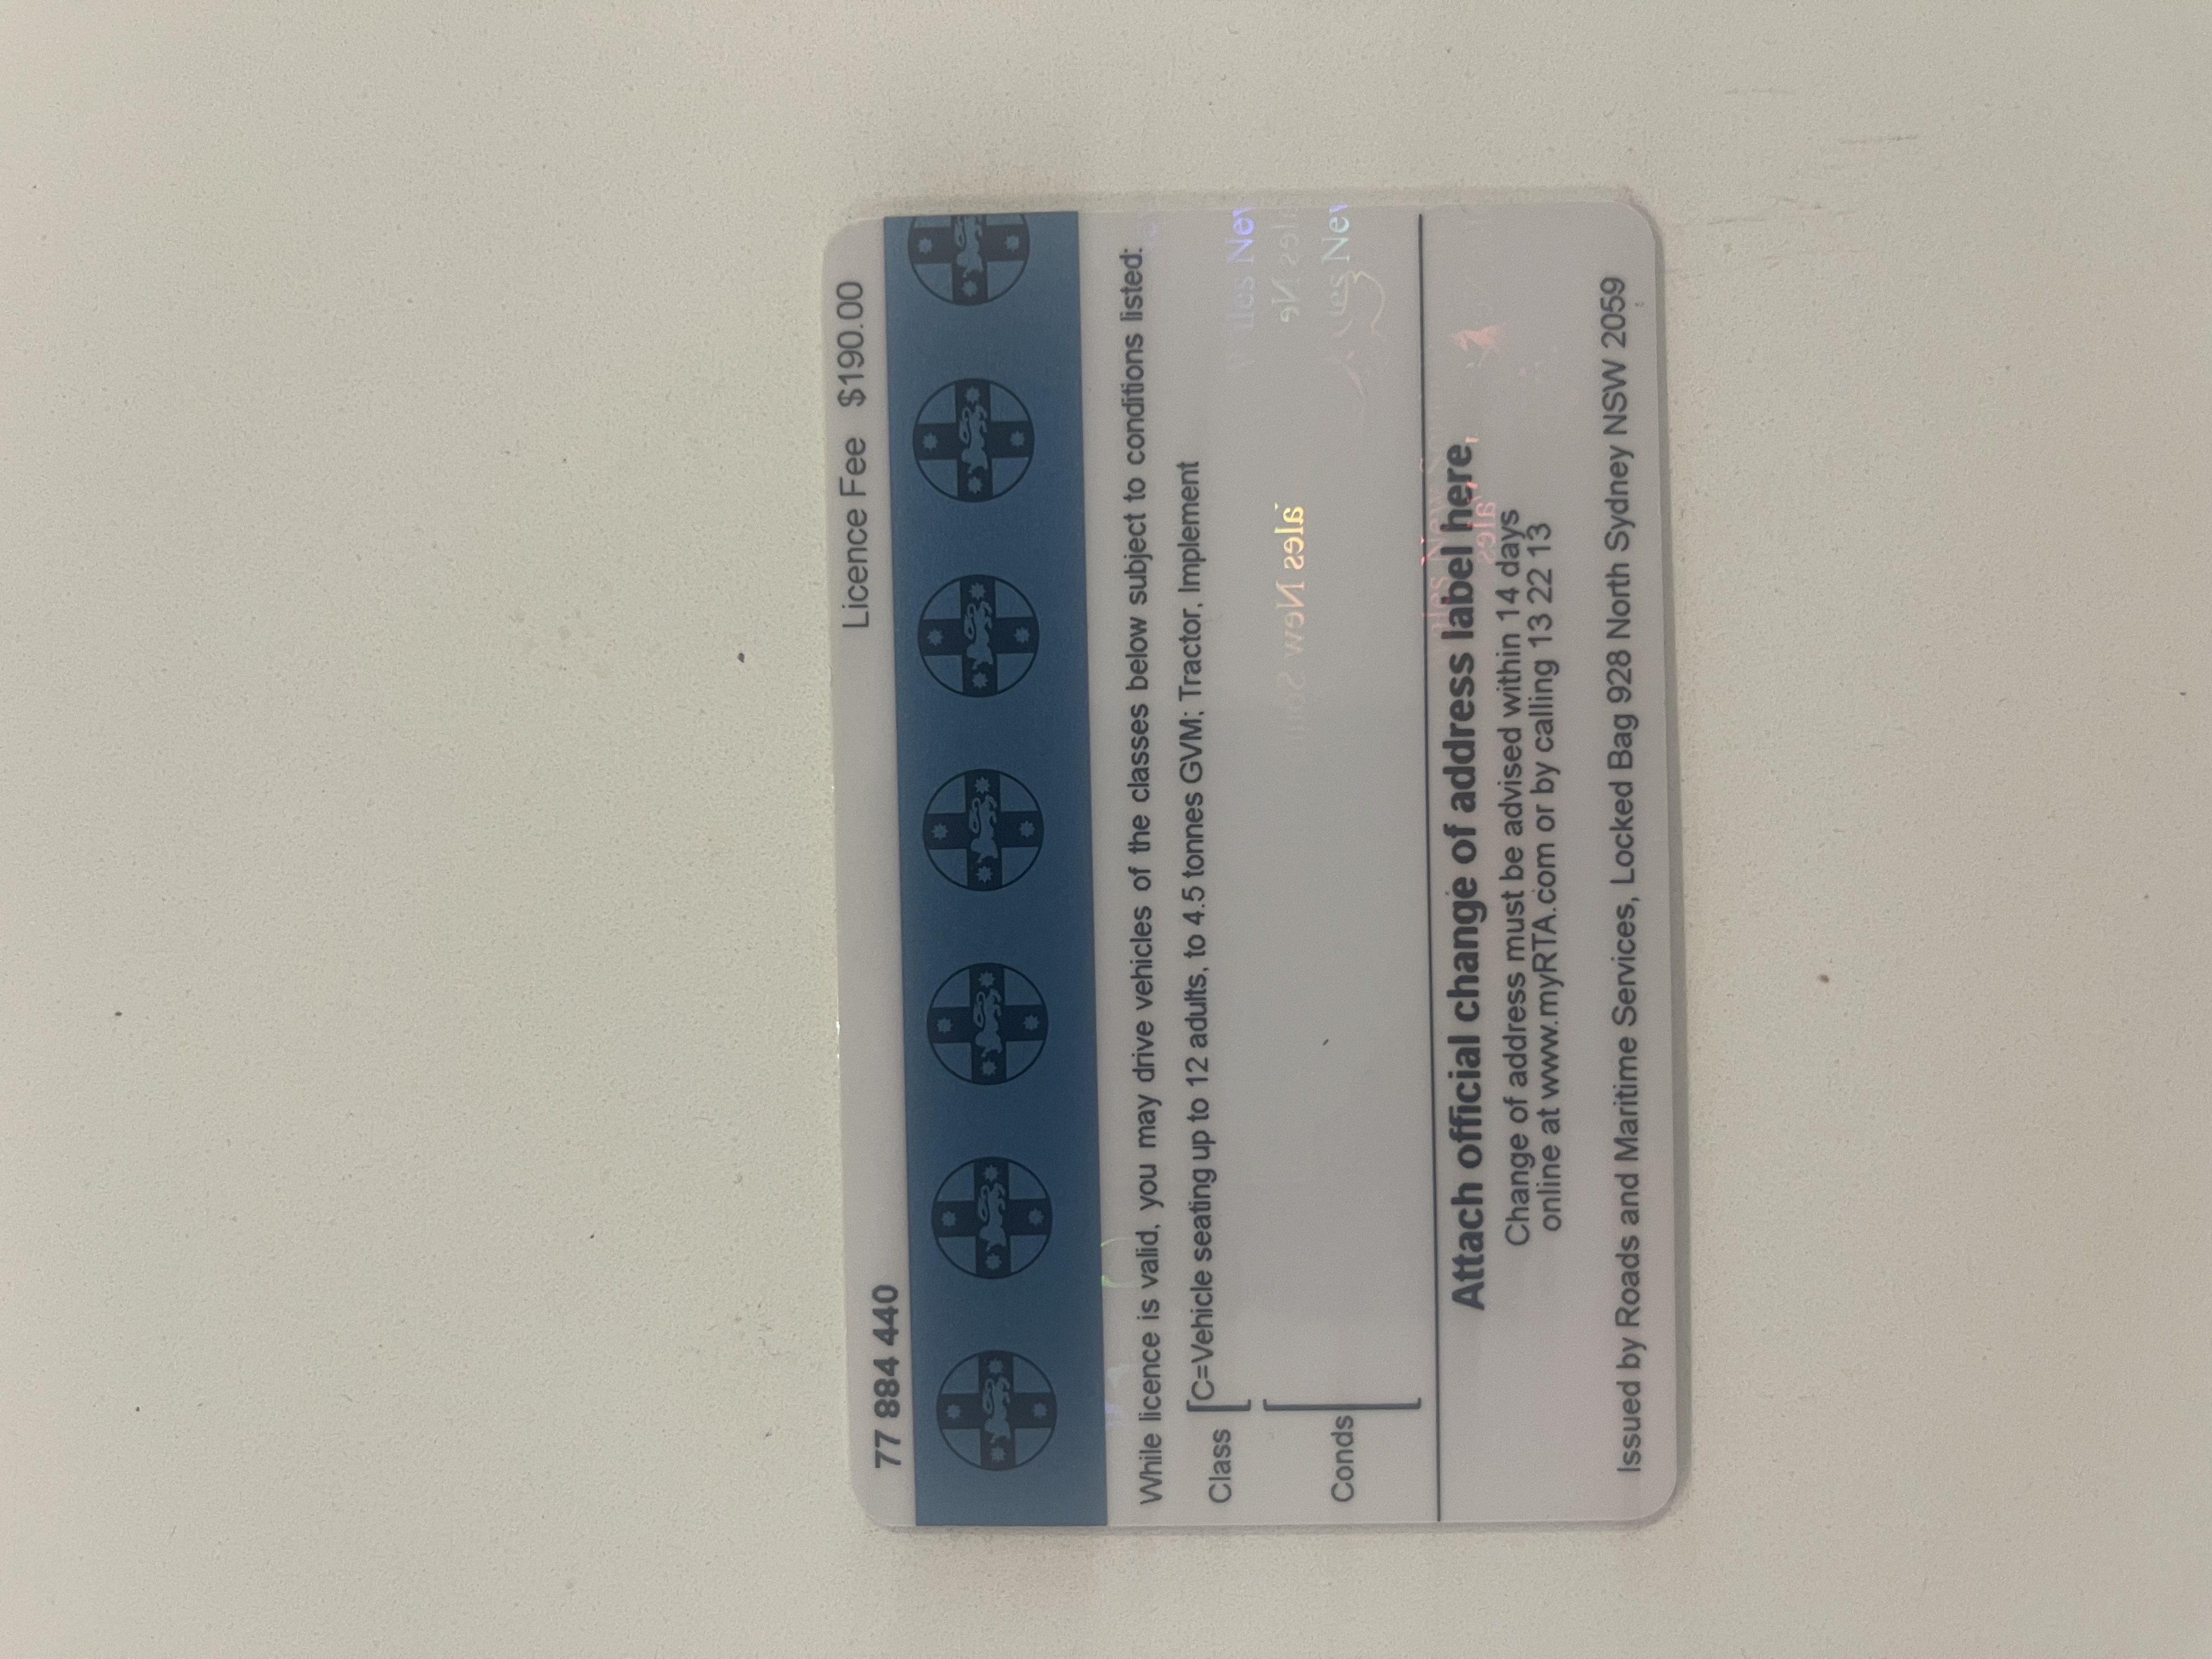 77 884 440 Licence Fee $190.00
While licence is valid, you may drive vehicles of the classes below subject to conditions listed:
Class [C=Vehicle seating up to 12 adults, to 4.5 tonnes GVM; Tractor, Implement
ales New
ales New
Conds [
Attach official change of address label here,
Change of address must be advised within 14 days
online at www.myRTA.com or by calling 13 22 13
Issued by Roads and Maritime Services, Locked Bag 928 North Sydney NSW 2059